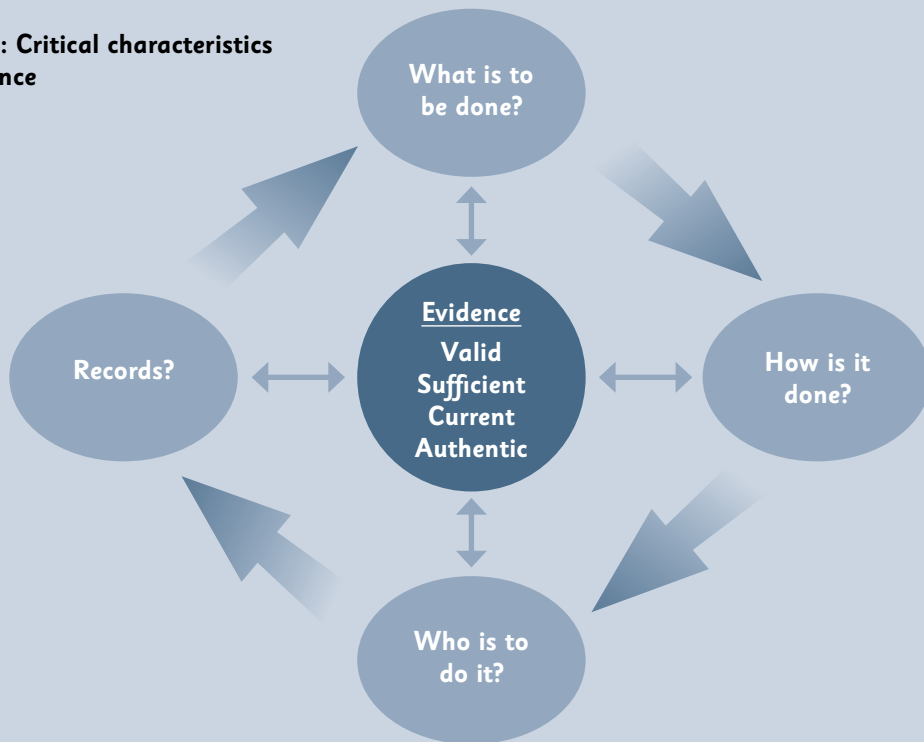 : Critical characteristics
nce
What is to
be done?
Evidence
Valid
Sufficient
Current
Authentic
Records?
How is it
done?
Who is to
do it?